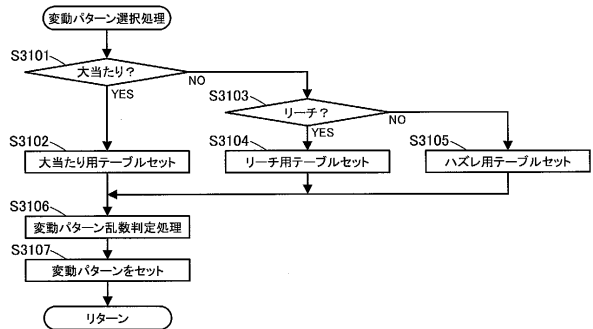 変動パターン選択処理
S3101
大当たり?
NO
YES
S3103
リーチ?
NO
YES
S3102
大当たり用テーブルセット
S3104
リーチ用テーブルセット
S3105
ハズレ用テーブルセット
S3106
変動パターン乱数判定処理
S3107
変動パターンをセット
リターン